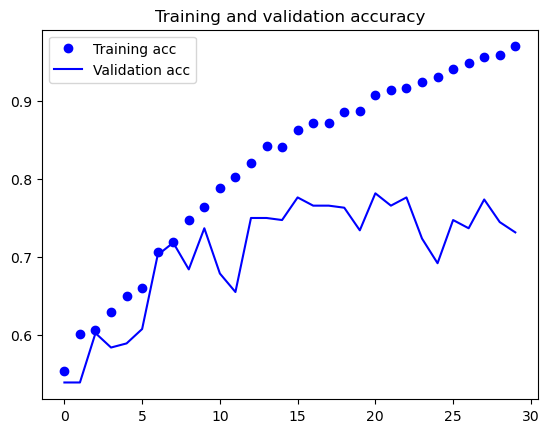 Training and validation accuracy
Training acc
Validation acc
0.9
0.8
0.7
0.6
0 5 10 15 20 25 30